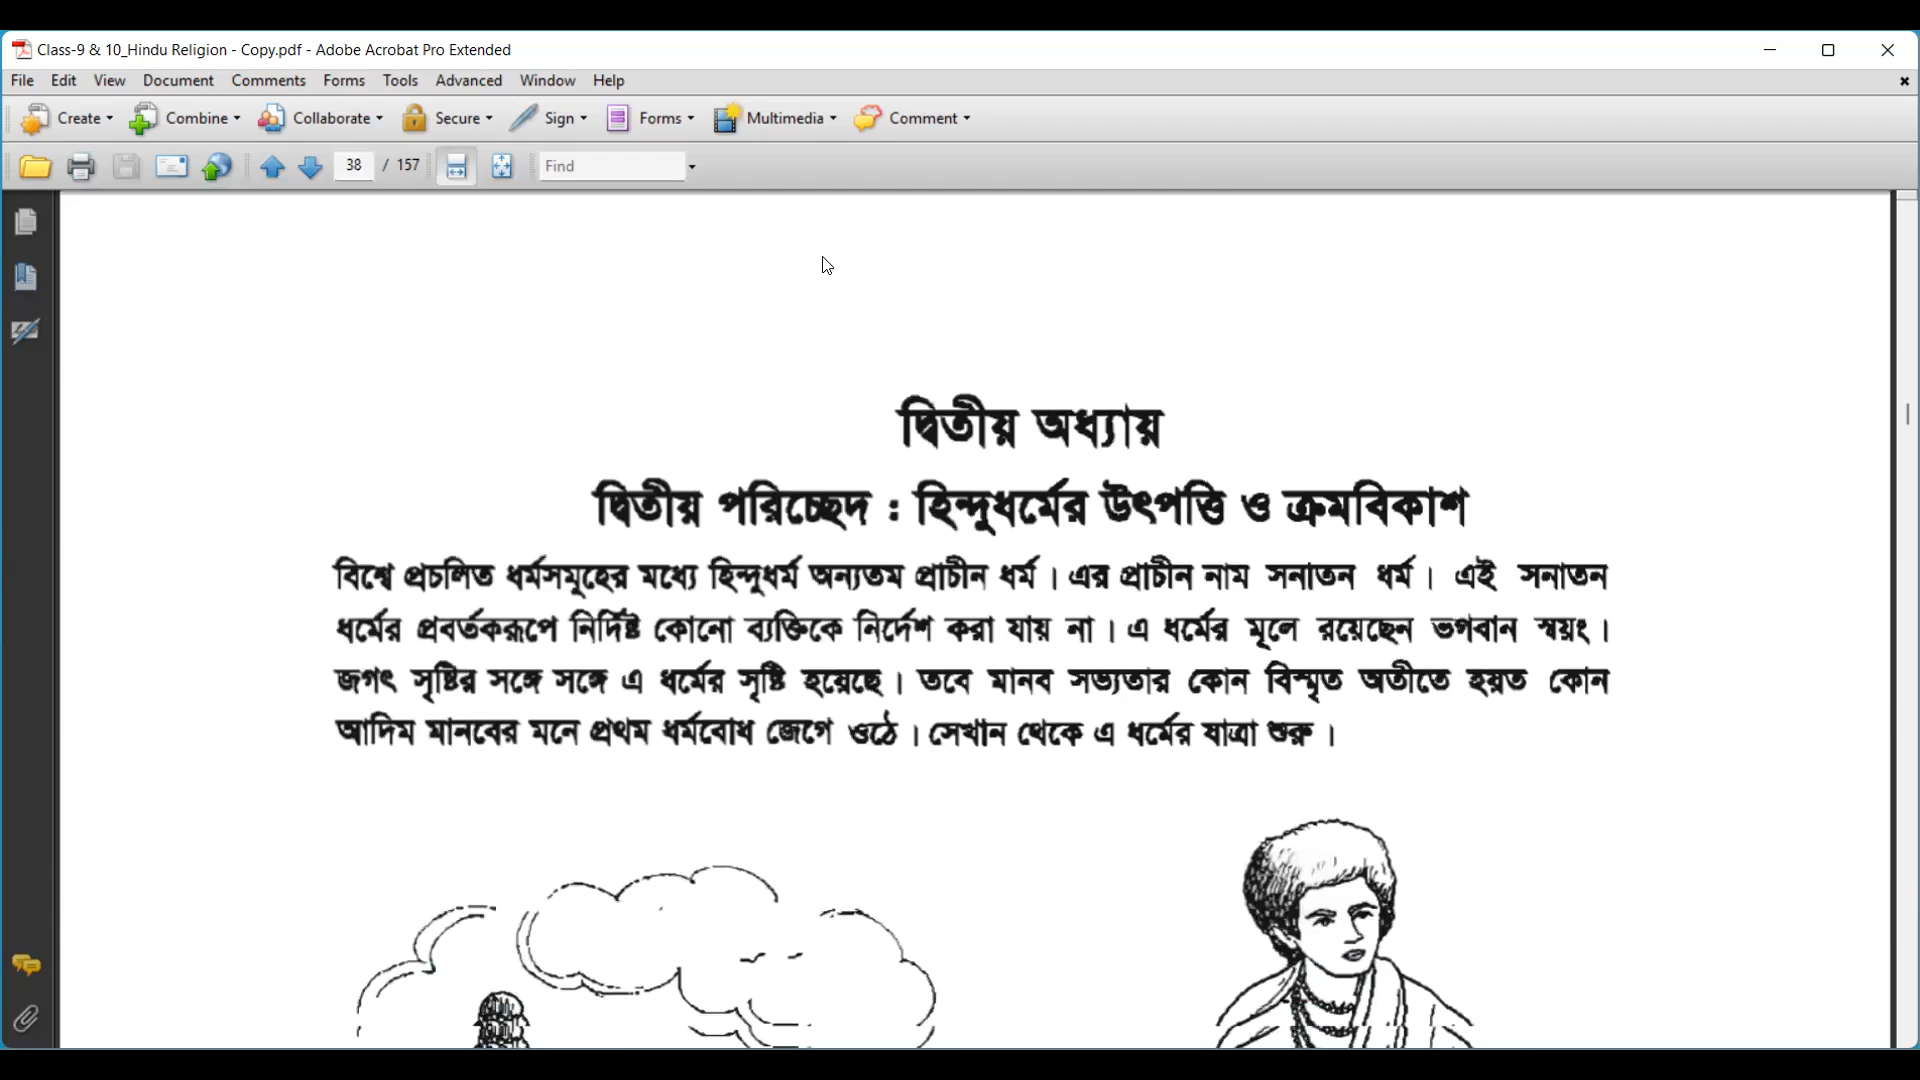 Class-9 & 10_Hindu Religion - Copy.pdf - Adobe Acrobat Pro Extended
File Edit View Document Comments Forms Tools Advanced Window Help
Create Combine Collaborate Secure Sign Forms Multimedia Comment
38 / 157 Find
দ্বিতীয় অধ্যায়
দ্বিতীয় পরিচ্ছেদ : হিন্দুধর্মের উৎপত্তি ও ক্রমবিকাশ
বিশ্বে প্রচলিত ধর্মসমূহের মধ্যে হিন্দুধর্ম অন্যতম প্রাচীন ধর্ম। এর প্রাচীন নাম সনাতন ধর্ম। এই সনাতন
ধর্মের প্রবর্তকরূপে নির্দিষ্ট কোনো ব্যক্তিকে নির্দেশ করা যায় না। এ ধর্মের মূলে রয়েছেন ভগবান স্বয়ং।
জগৎ সৃষ্টির সঙ্গে সঙ্গে এ ধর্মের সৃষ্টি হয়েছে। তবে মানব সভ্যতার কোন বিস্মৃত অতীতে হয়ত কোন
আদিম মানবের মনে প্রথম ধর্মবোধ জেগে ওঠে। সেখান থেকে এ ধর্মের যাত্রা শুরু।